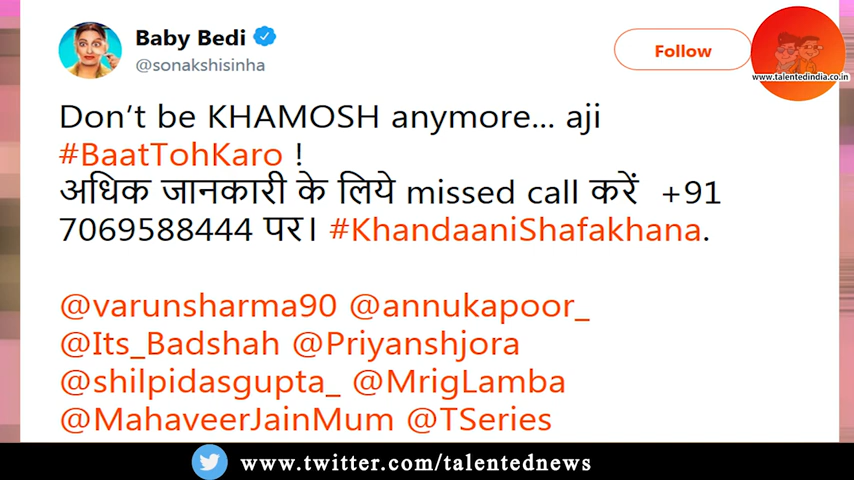 Baby Bedi
@sonakshisinha
Follow
www.talentedindia.co.in
Don't be KHAMOSH anymore... aji
#BaatTohKaro !
अधिक जानकारी के लिये missed call करें +91
7069588444 पर। #KhandaaniShafakhana.
@varunsharma90 @annukapoor_
@Its_Badshah @Priyanshjora
@shilpidasgupta_ @MrigLamba
@MahaveerJainMum @TSeries
www.twitter.com/talentednews